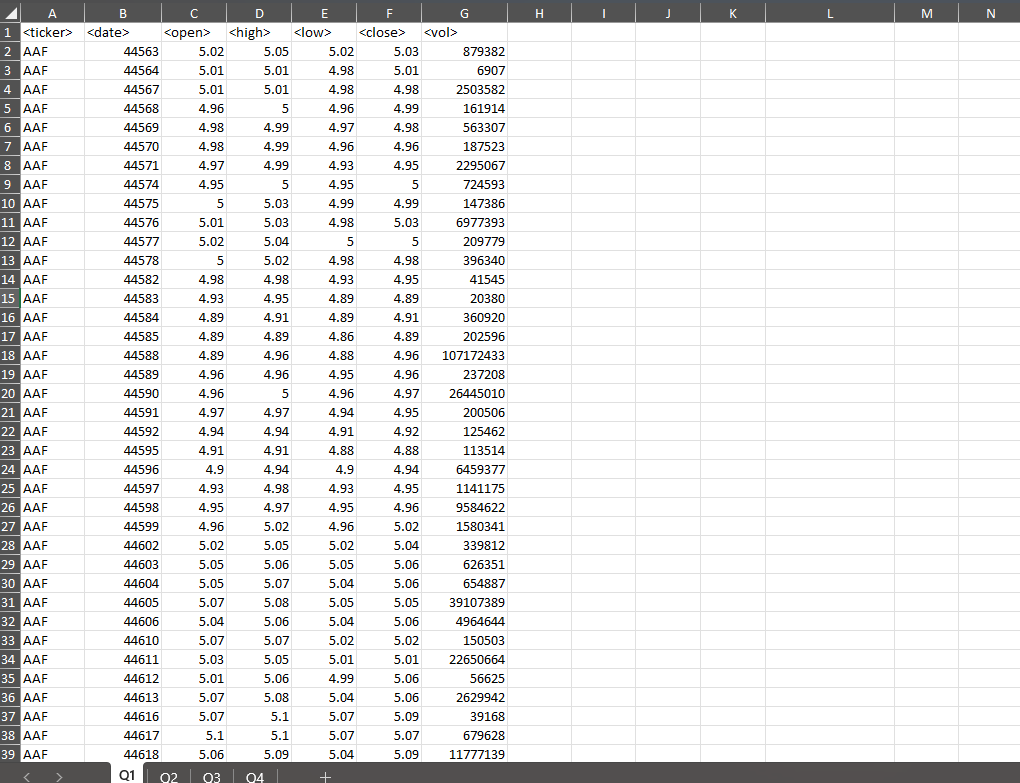 A B C D E F G H I J K L M N
1 <ticker> <date> <open> <high> <low> <close> <vol>
2 AAF 44563 5.02 5.05 5.02 5.03 879382
3 AAF 44564 5.01 5.01 4.98 5.01 6907
4 AAF 44567 5.01 5.01 4.98 4.98 2503582
5 AAF 44568 4.96 5 4.96 4.99 161914
6 AAF 44569 4.98 4.99 4.97 4.98 563307
7 AAF 44570 4.98 4.99 4.96 4.96 187523
8 AAF 44571 4.97 4.99 4.93 4.95 2295067
9 AAF 44574 4.95 5 4.95 5 724593
10 AAF 44575 5 5.03 4.99 4.99 147386
11 AAF 44576 5.01 5.03 4.98 5.03 6977393
12 AAF 44577 5.02 5.04 5 5 209779
13 AAF 44578 5 5.02 4.98 4.98 396340
14 AAF 44582 4.98 4.98 4.93 4.95 41545
15 AAF 44583 4.93 4.95 4.89 4.89 20380
16 AAF 44584 4.89 4.91 4.89 4.91 360920
17 AAF 44585 4.89 4.89 4.86 4.89 202596
18 AAF 44588 4.89 4.96 4.88 4.96 107172433
19 AAF 44589 4.96 4.96 4.95 4.96 237208
20 AAF 44590 4.96 5 4.96 4.97 26445010
21 AAF 44591 4.97 4.97 4.94 4.95 200506
22 AAF 44592 4.94 4.94 4.91 4.92 125462
23 AAF 44595 4.91 4.91 4.88 4.88 113514
24 AAF 44596 4.9 4.94 4.9 4.94 6459377
25 AAF 44597 4.93 4.98 4.93 4.95 1141175
26 AAF 44598 4.95 4.97 4.95 4.96 9584622
27 AAF 44599 4.96 5.02 4.96 5.02 1580341
28 AAF 44602 5.02 5.05 5.02 5.04 339812
29 AAF 44603 5.05 5.06 5.05 5.06 626351
30 AAF 44604 5.05 5.07 5.04 5.06 654887
31 AAF 44605 5.07 5.08 5.05 5.05 39107389
32 AAF 44606 5.04 5.06 5.04 5.06 4964644
33 AAF 44610 5.07 5.07 5.02 5.02 150503
34 AAF 44611 5.03 5.05 5.01 5.01 22650664
35 AAF 44612 5.01 5.06 4.99 5.06 56625
36 AAF 44613 5.07 5.08 5.04 5.06 2629942
37 AAF 44616 5.07 5.1 5.07 5.09 39168
38 AAF 44617 5.1 5.1 5.07 5.07 679628
39 AAF 44618 5.06 5.09 5.04 5.09 11777139
Q1 Q2 Q3 Q4 +